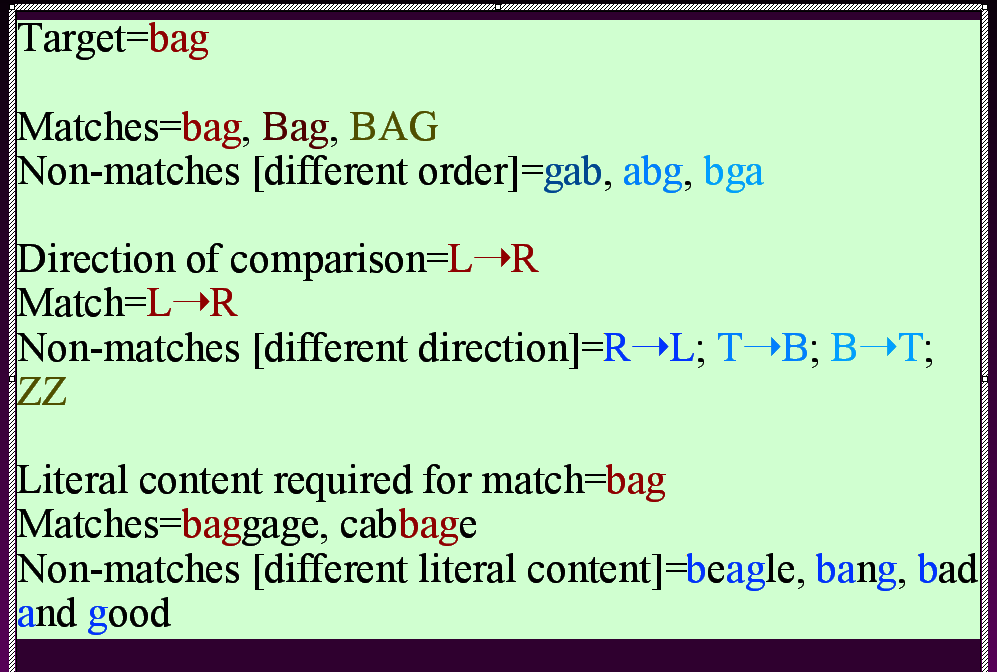 Target=bag
Matches=bag, Bag, BAG
Non-matches [different order]=gab, abg, bga
Direction of comparison=L→R
Match=L→R
Non-matches [different direction]=R→L; T→B; B→T;
ZZ
Literal content required for match=bag
Matches=baggage, cabbage
Non-matches [different literal content]=beagle, bang, bad
and good